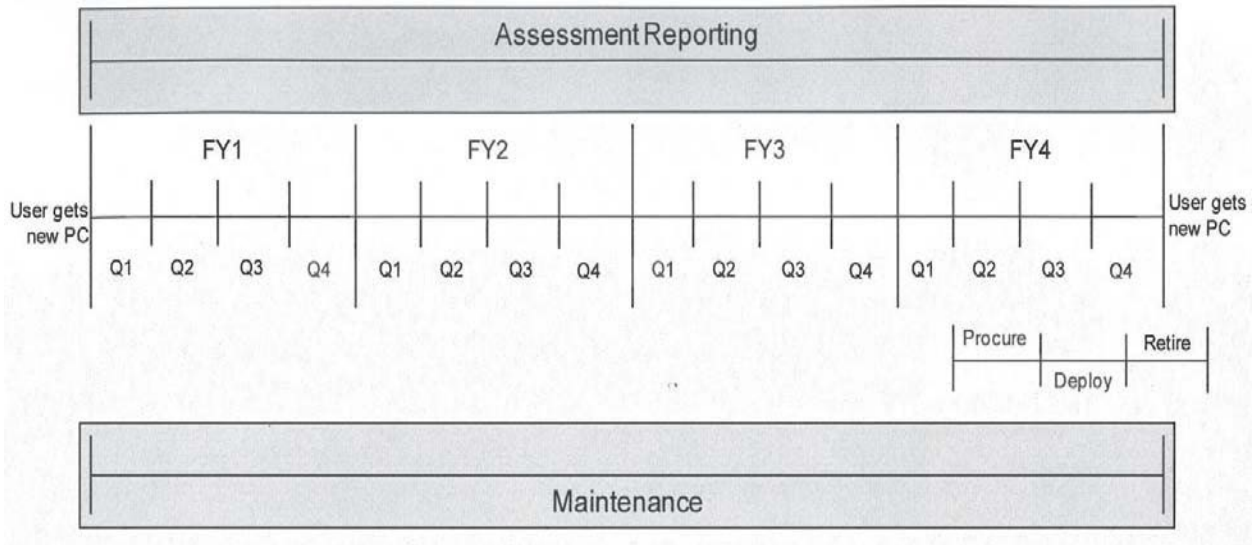 Assessment Reporting
FY1 FY2 FY3 FY4
User gets
new PC
User gets
new PC
Q1 Q2 Q3 Q4 Q1 Q2 Q3 Q4 Q1 Q2 Q3 Q4 Q1 Q2 Q3 Q4
Procure Retire
Deploy
Maintenance